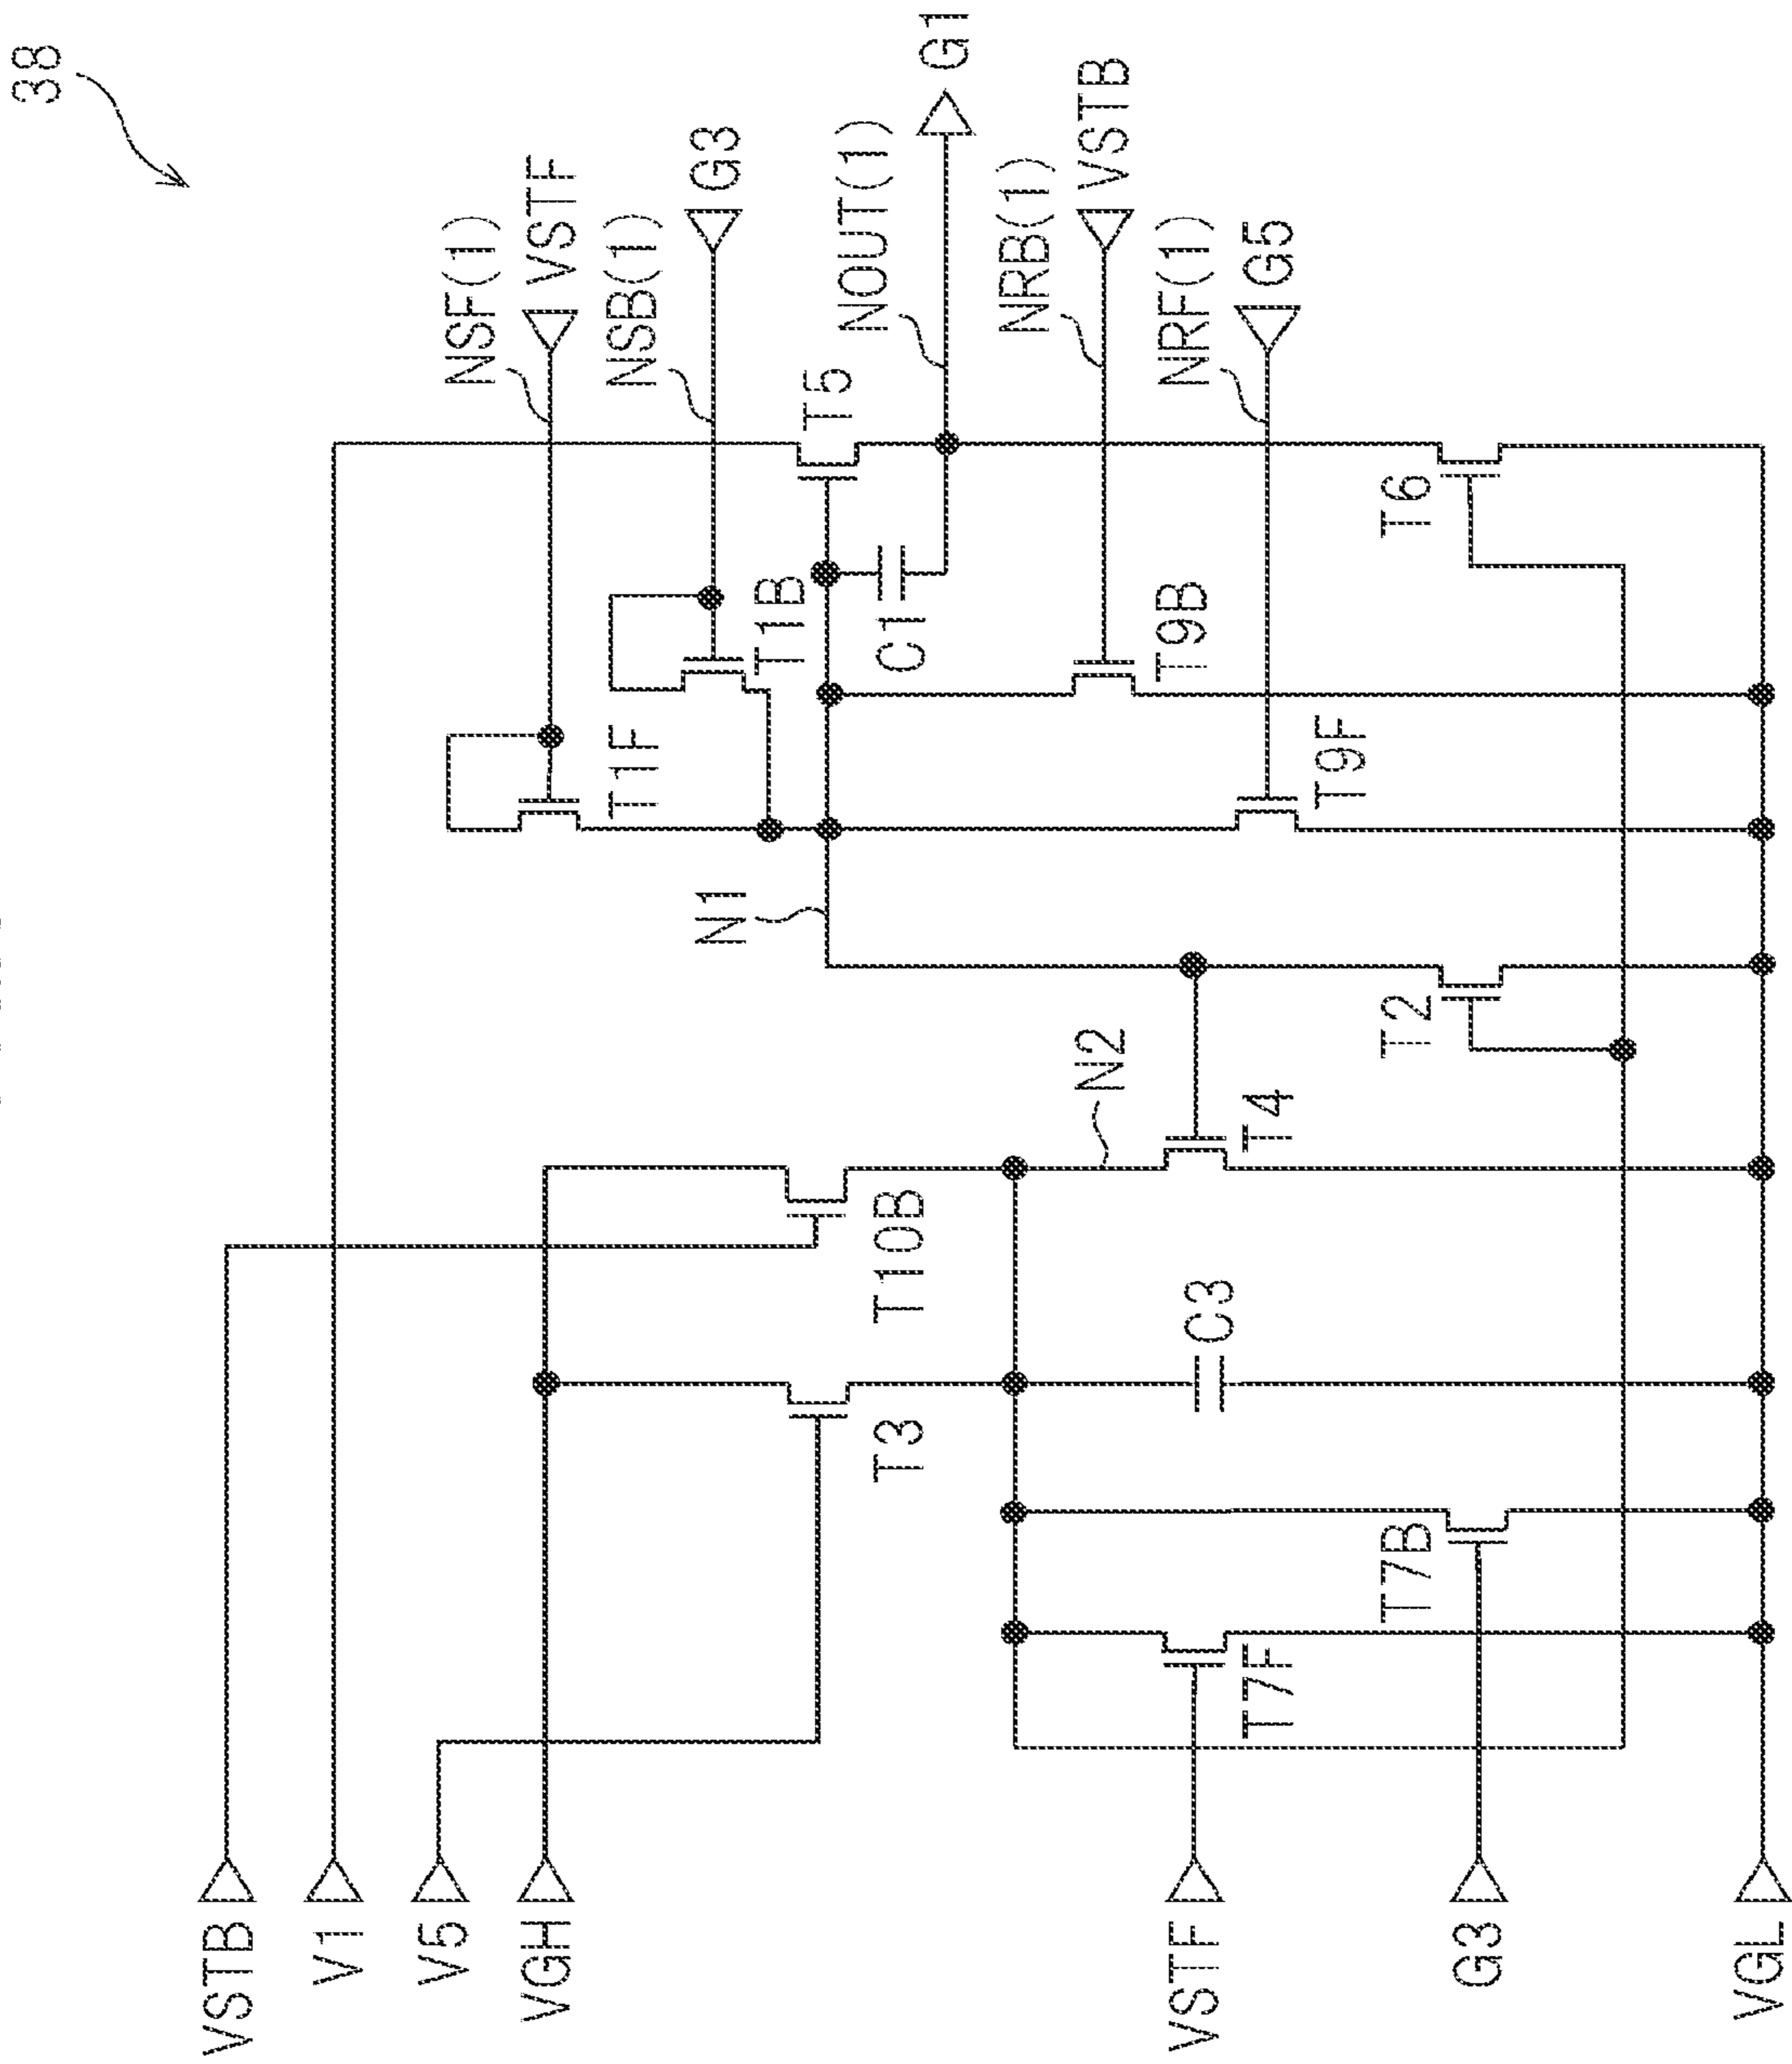 38
VSTB
V1
V5
VGH
VSTF
G3
VGL
T7F
T7B
T3
C3
T10B
N2
T4
T2
N1
T1F
T1B
C1
T9F
T9B
T5
T6
NSF(1)
VSTF
NSB(1)
G3
NOUT(1)
G1
NRB(1)
VSTB
NRF(1)
G5